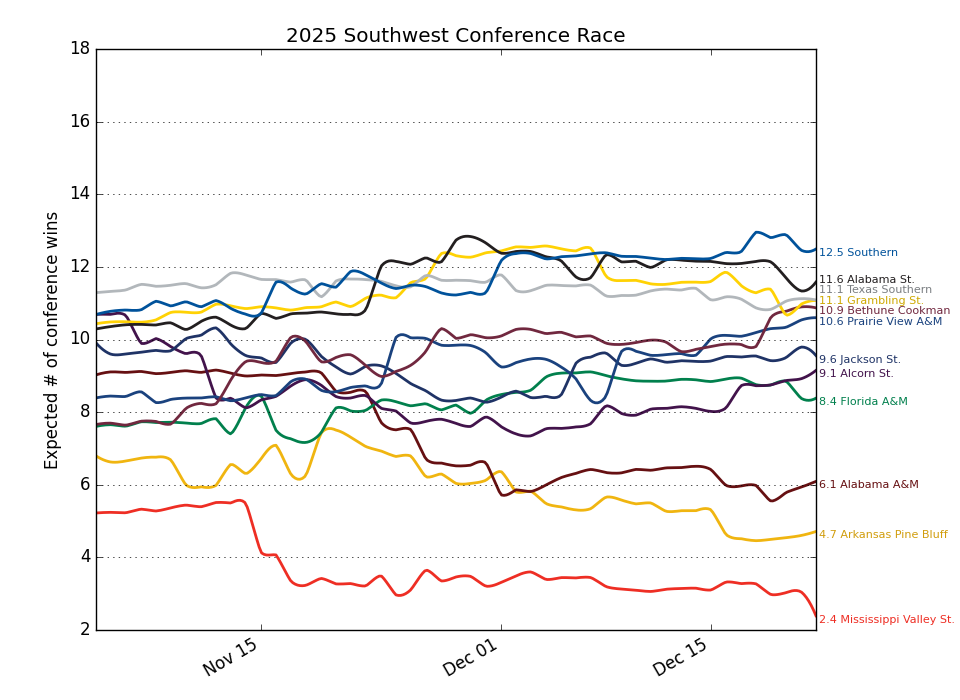 2025 Southwest Conference Race
Expected # of conference wins
18
16
14
12
10
8
6
4
2
Nov 15
Dec 01
Dec 15
12.5 Southern
11.6 Alabama St.
11.1 Texas Southern
11.1 Grambling St.
10.9 Bethune Cookman
10.6 Prairie View A&M
9.6 Jackson St.
9.1 Alcorn St.
8.4 Florida A&M
6.1 Alabama A&M
4.7 Arkansas Pine Bluff
2.4 Mississippi Valley St.